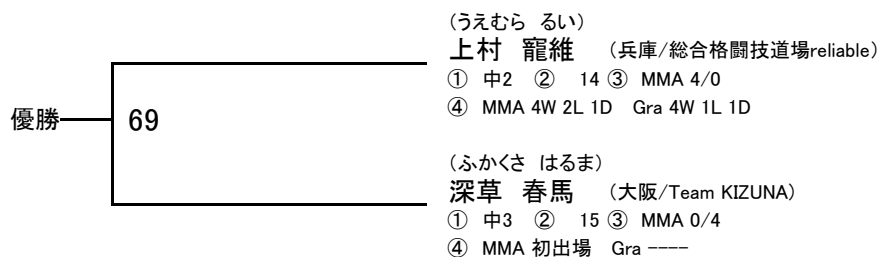 (うえむら るい)
上村 寵維 (兵庫/総合格闘技道場reliable)
① 中2 ② 14 ③ MMA 4/0
④ MMA 4W 2L 1D Gra 4W 1L 1D
優勝 69
(ふかくさ はるま)
深草 春馬 (大阪/Team KIZUNA)
① 中3 ② 15 ③ MMA 0/4
④ MMA 初出場 Gra ----